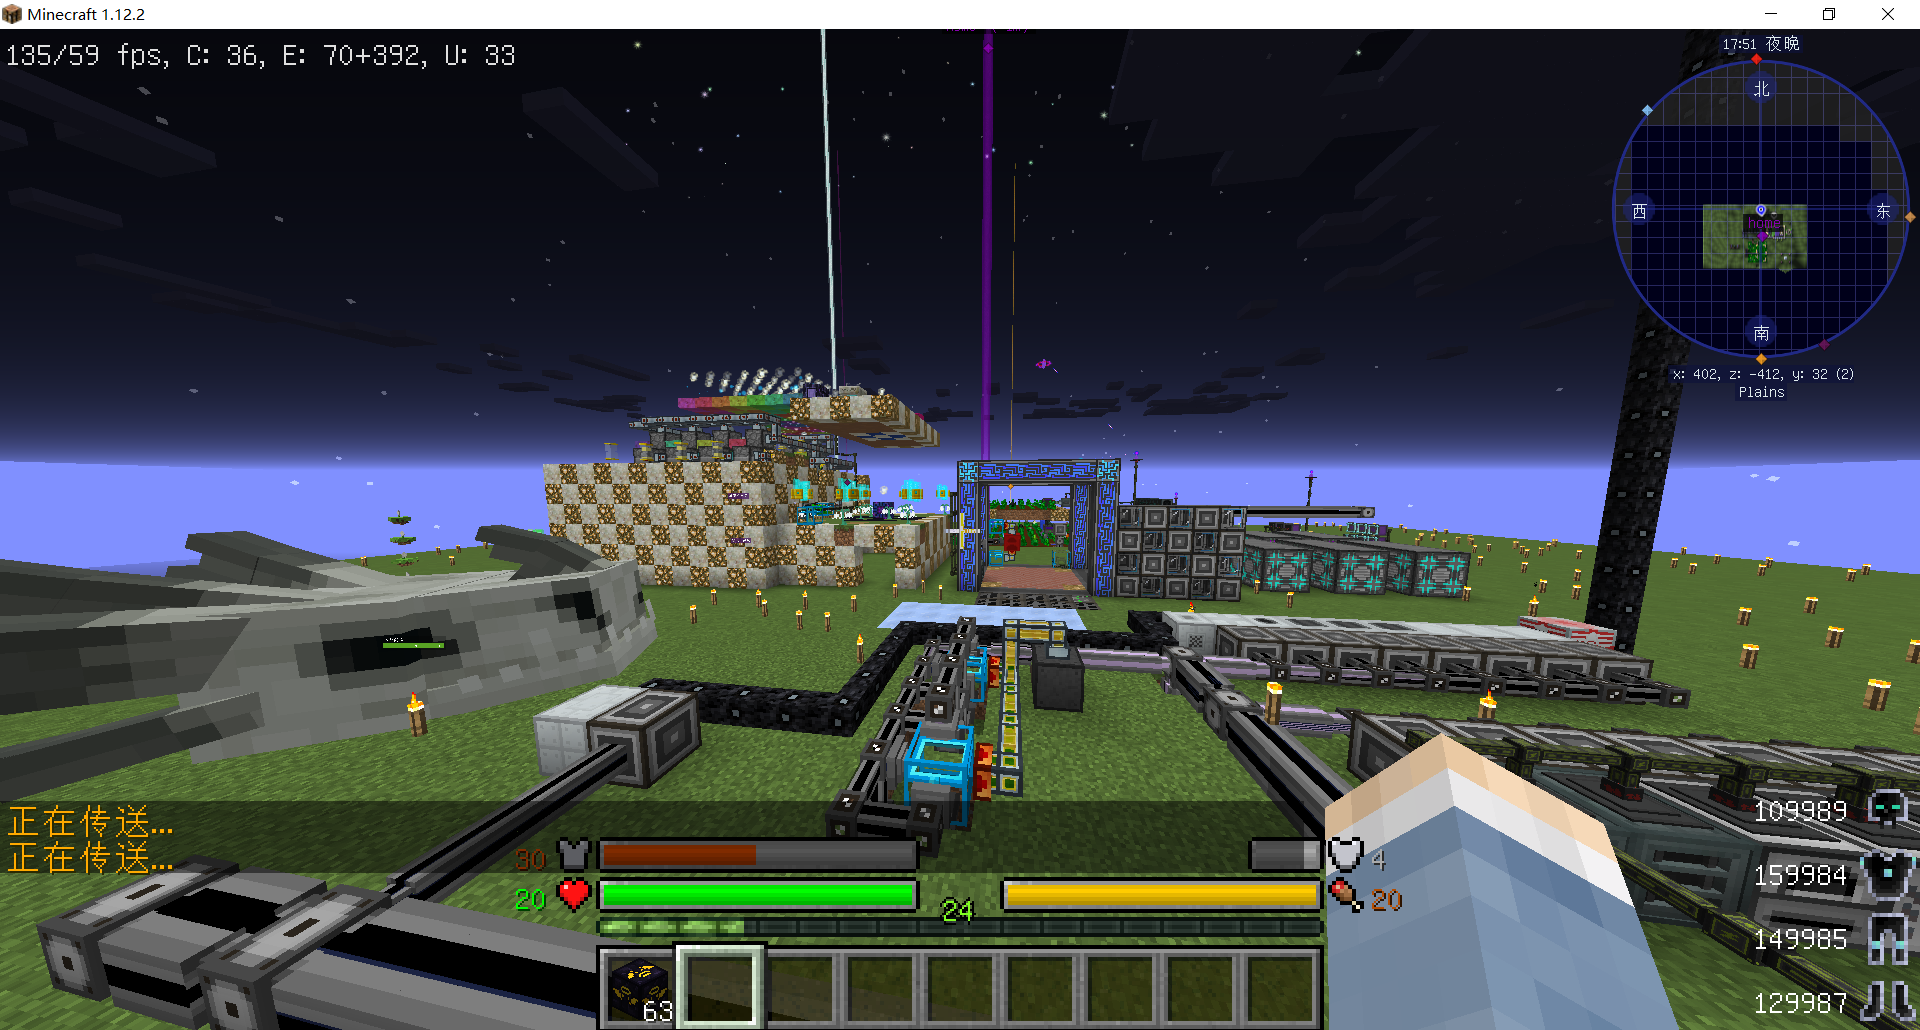 Minecraft 1.12.2
135/59 fps, C: 36, E: 70+392, U: 33
17:51 夜晚
北
西
东
home
南
x: 402, z: -412, y: 32 (2)
Plains
正在传送...
正在传送...
30
4
20
24
20
63
109989
159984
149985
129987